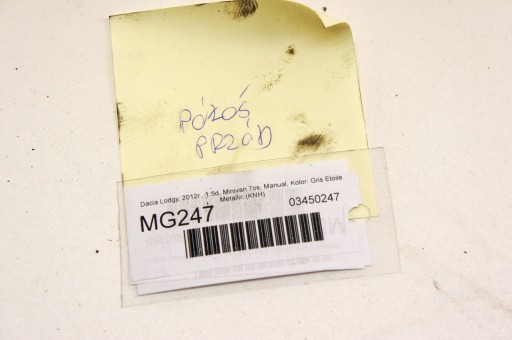 PÓŁOŚ
PRZÓD
Dacia Lodgy, 2012r., 1.5d, Minivan 7os, Manual, Kolor: Gris Etoile
Metallic (KNH)
MG247
03450247